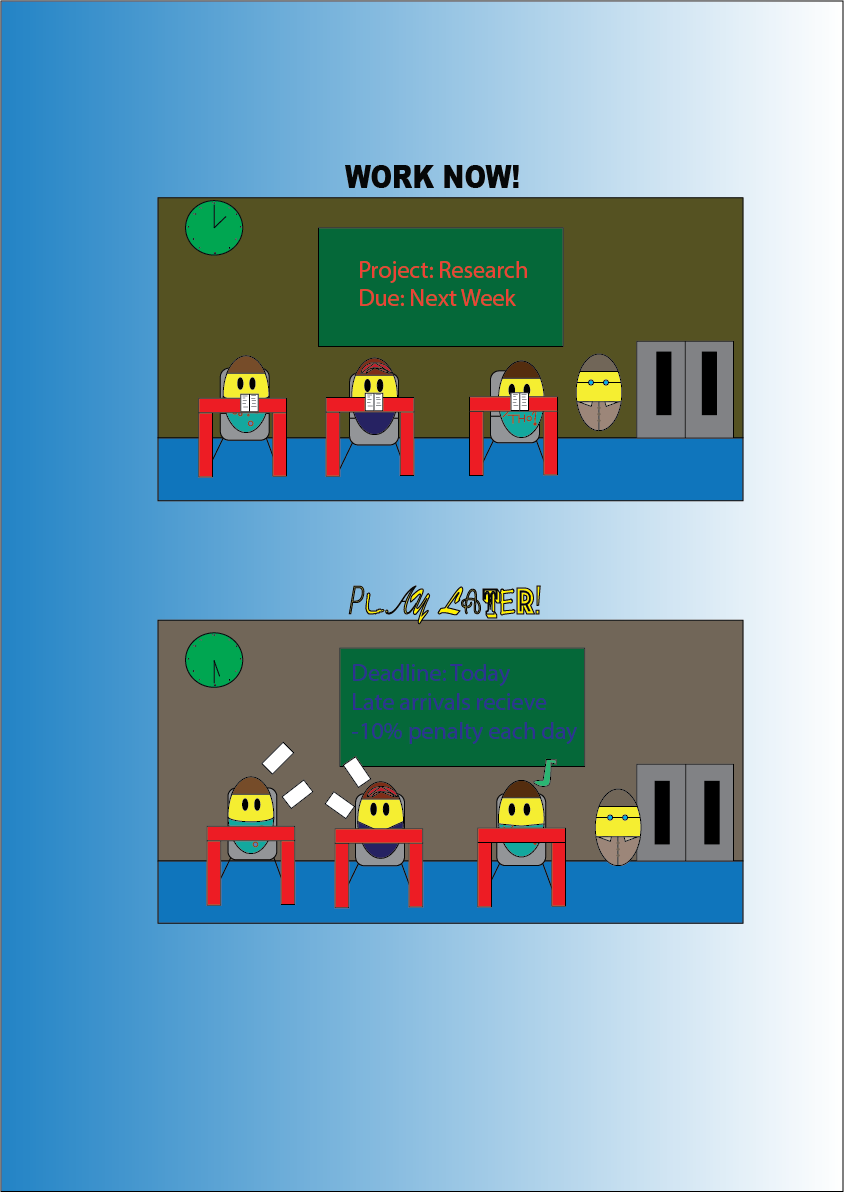 WORK NOW!
Project: Research
Due: Next Week
PLAY LATER!
Deadline: Today
Late arrivals recieve
-10% penalty each day